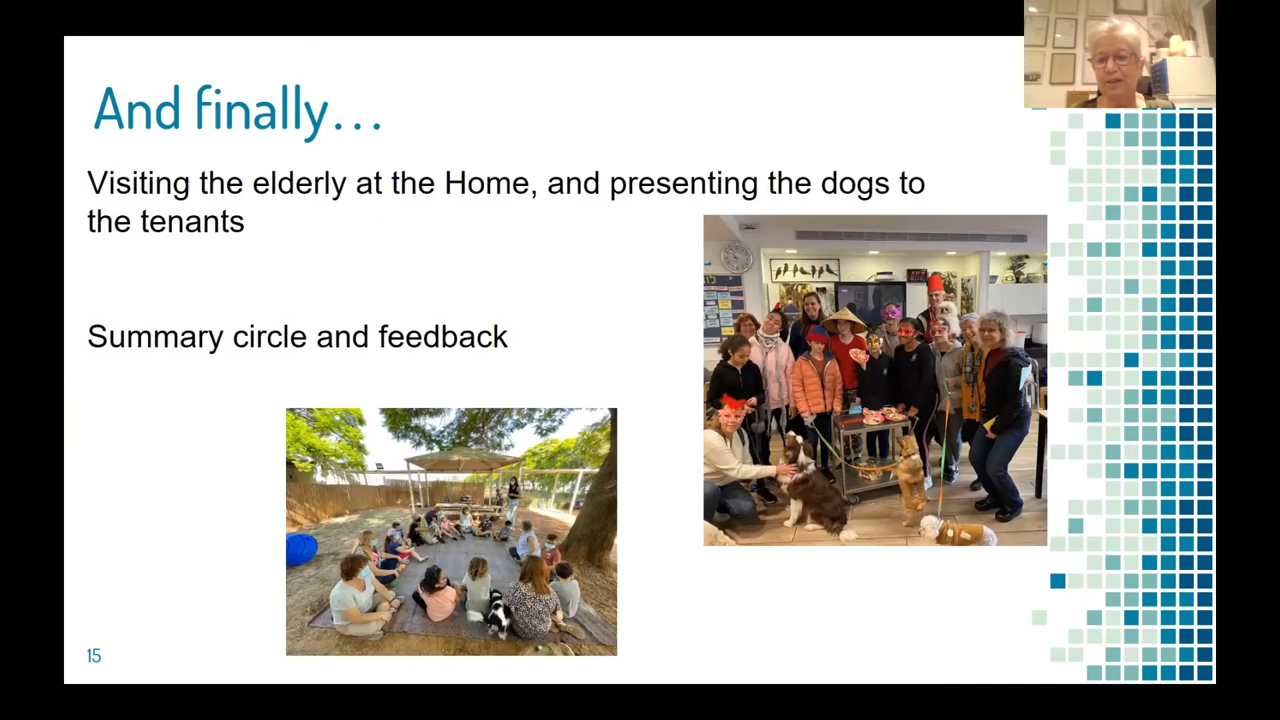 And finally...
Visiting the elderly at the Home, and presenting the dogs to
the tenants
Summary circle and feedback
15